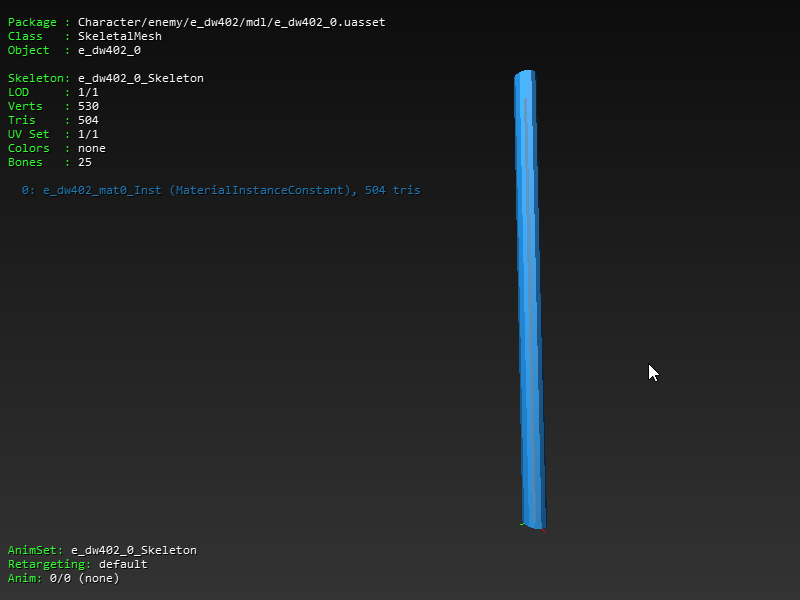 Package : Character/enemy/e_dw402/mdl/e_dw402_0.uasset
Class   : SkeletalMesh
Object  : e_dw402_0
Skeleton: e_dw402_0_Skeleton
LOD     : 1/1
Verts   : 530
Tris    : 504
UV Set  : 1/1
Colors  : none
Bones   : 25
0: e_dw402_mat0_Inst (MaterialInstanceConstant), 504 tris
AnimSet: e_dw402_0_Skeleton
Retargeting: default
Anim: 0/0 (none)